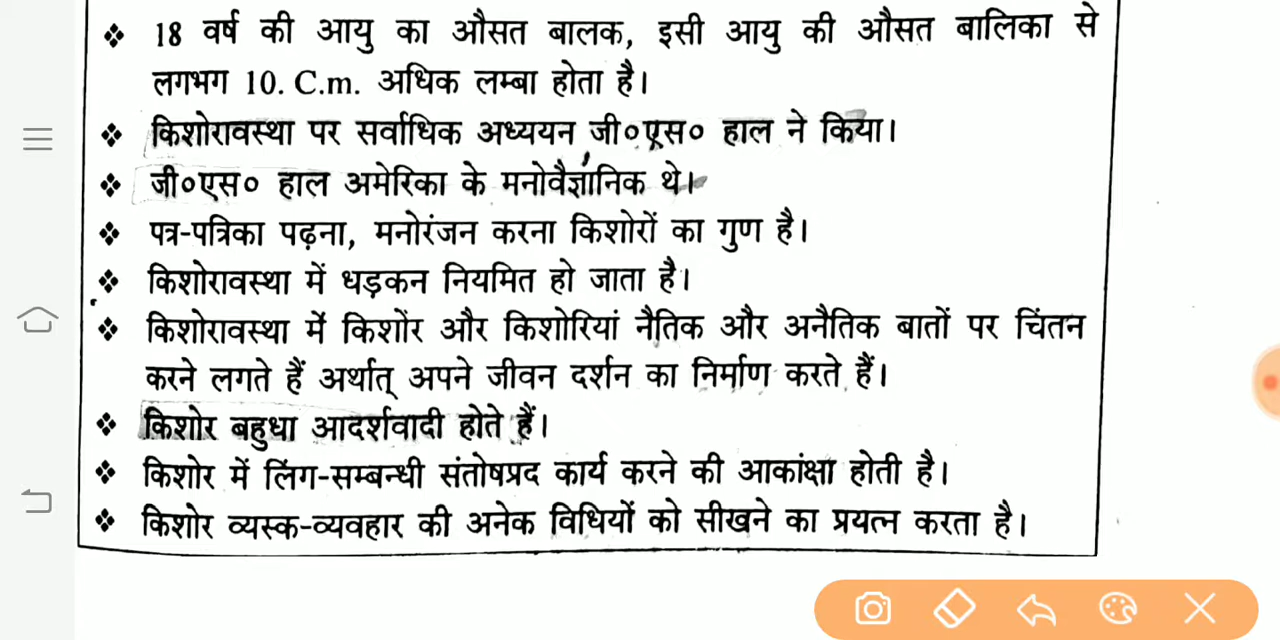 ❖ 18 वर्ष की आयु का औसत बालक, इसी आयु की औसत बालिका से
लगभग 10. C.m. अधिक लम्बा होता है।
❖ किशोरावस्था पर सर्वाधिक अध्ययन जी०एस० हाल ने किया।
❖ जी०एस० हाल अमेरिका के मनोवैज्ञानिक थे।
❖ पत्र-पत्रिका पढ़ना, मनोरंजन करना किशोरों का गुण है।
❖ किशोरावस्था में धड़कन नियमित हो जाता है।
❖ किशोरावस्था में किशोर और किशोरियां नैतिक और अनैतिक बातों पर चिंतन
करने लगते हैं अर्थात् अपने जीवन दर्शन का निर्माण करते हैं।
❖ किशोर बहुधा आदर्शवादी होते हैं।
❖ किशोर में लिंग-सम्बन्धी संतोषप्रद कार्य करने की आकांक्षा होती है।
❖ किशोर व्यस्क-व्यवहार की अनेक विधियों को सीखने का प्रयत्न करता है।